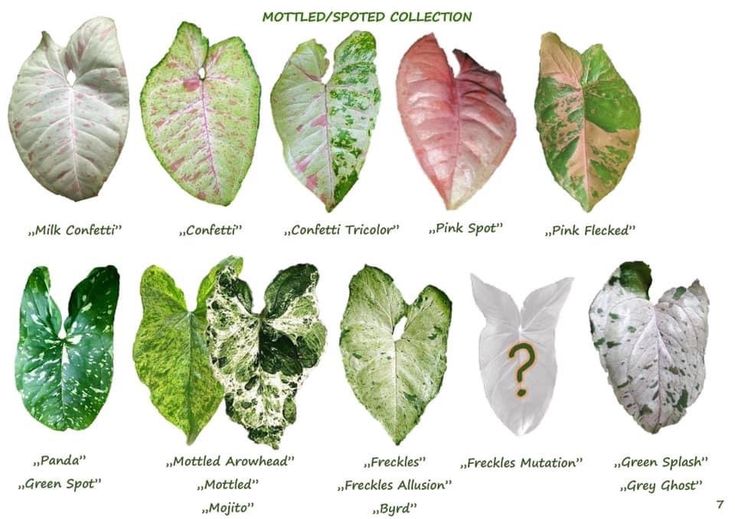 MOTTLED/SPOTED COLLECTION
„Milk Confetti”
„Confetti”
„Confetti Tricolor”
„Pink Spot”
„Pink Flecked”
?
„Panda”
„Green Spot”
„Mottled Arowhead”
„Mottled”
„Mojito”
„Freckles”
„Freckles Allusion”
„Byrd”
„Freckles Mutation”
„Green Splash”
„Grey Ghost”
7